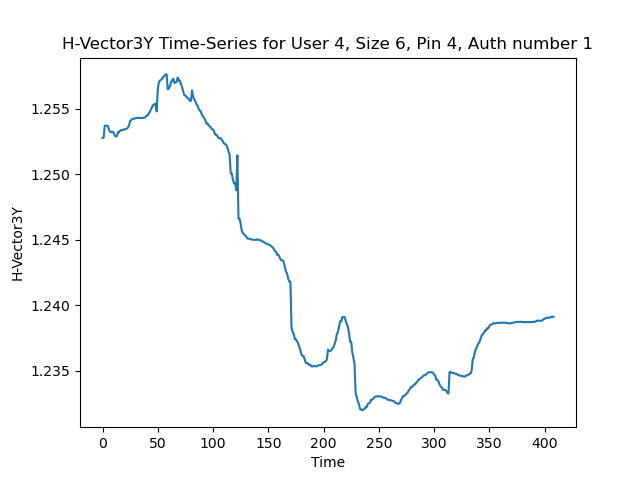 H-Vector3Y Time-Series for User 4, Size 6, Pin 4, Auth number 1
H-Vector3Y
1.255
1.250
1.245
1.240
1.235
0 50 100 150 200 250 300 350 400
Time